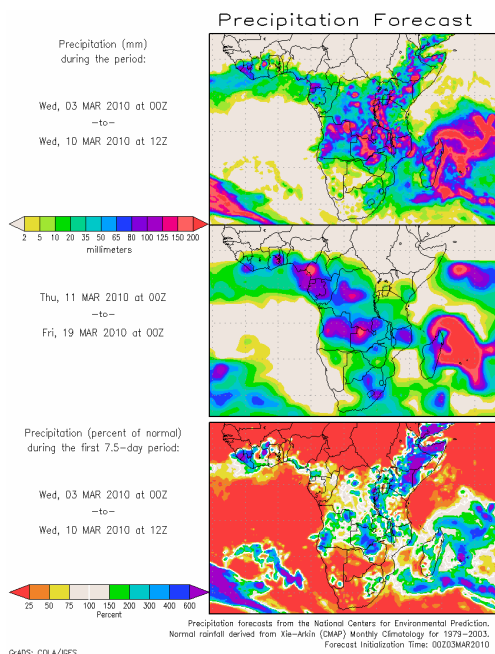 Precipitation Forecast
Precipitation (mm)
during the period:
Wed, 03 MAR 2010 at 00Z
—to—
Wed, 10 MAR 2010 at 12Z
2 5 10 20 35 50 65 80 100 125 150 200
millimeters
Thu, 11 MAR 2010 at 00Z
—to—
Fri, 19 MAR 2010 at 00Z
Precipitation (percent of normal)
during the first 7.5-day period:
Wed, 03 MAR 2010 at 00Z
—to—
Wed, 10 MAR 2010 at 12Z
25 50 75 100 150 200 300 400 600
Percent
Precipitation forecasts from the National Centers for Environmental Prediction.
Normal rainfall derived from Xie-Arkin (CMAP) Monthly Climatology for 1979-2003.
Forecast Initialization Time: 00Z03MAR2010
GrADS: COLA/IGES